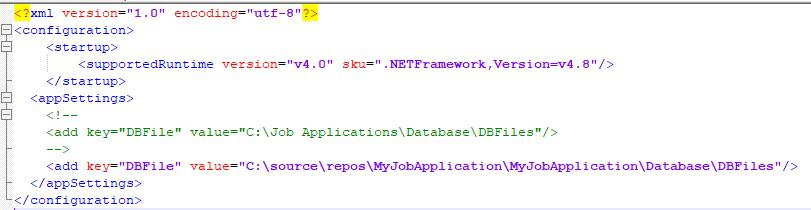 <?xml version="1.0" encoding="utf-8"?>
<configuration>
    <startup>
        <supportedRuntime version="v4.0" sku=".NETFramework,Version=v4.8"/>
    </startup>
  <appSettings>
    <!--
    <add key="DBFile" value="C:\Job Applications\Database\DBFiles"/>
    -->
    <add key="DBFile" value="C:\source\repos\MyJobApplication\MyJobApplication\Database\DBFiles"/>
  </appSettings>
</configuration>